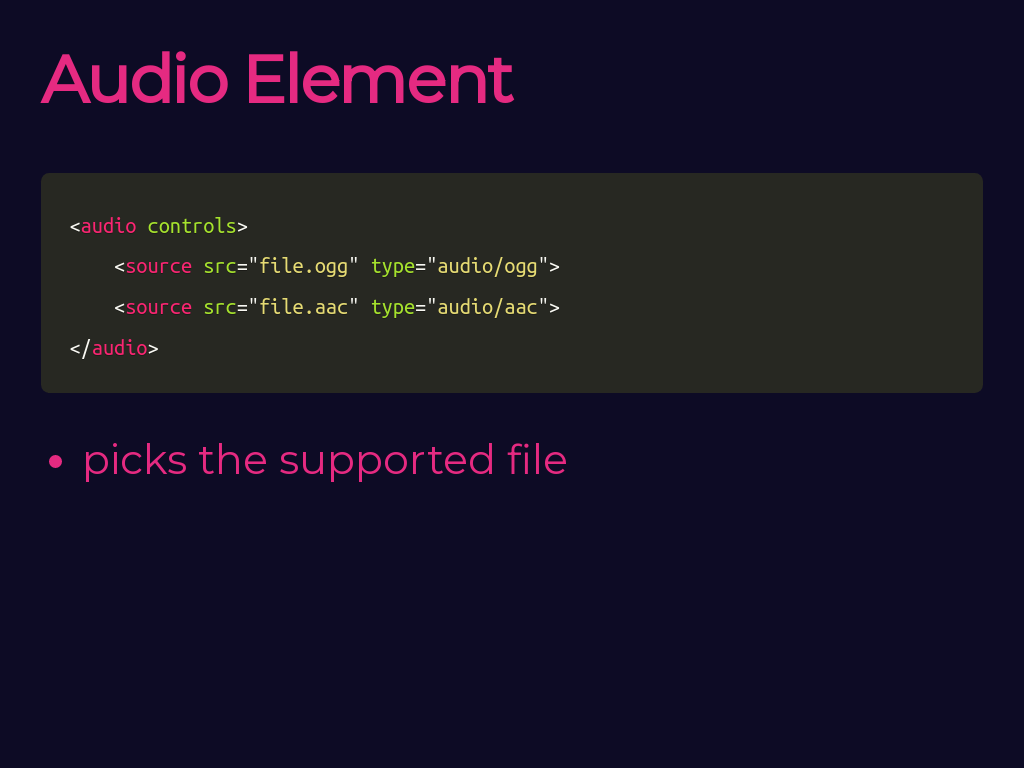 Audio Element
<audio controls>
    <source src="file.ogg" type="audio/ogg">
    <source src="file.aac" type="audio/aac">
</audio>
• picks the supported file